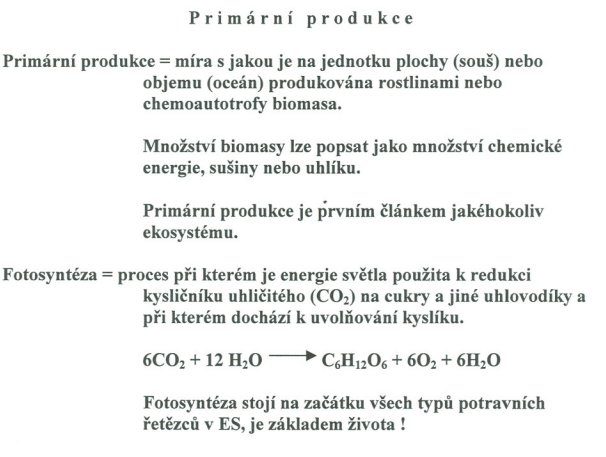 Primární produkce
Primární produkce = míra s jakou je na jednotku plochy (souš) nebo
objemu (oceán) produkována rostlinami nebo
chemoautotrofy biomasa.
Množství biomasy lze popsat jako množství chemické
energie, sušiny nebo uhlíku.
Primární produkce je prvním článkem jakéhokoliv
ekosystému.
Fotosyntéza = proces při kterém je energie světla použita k redukci
kysličníku uhličitého (CO₂) na cukry a jiné uhlovodíky a
při kterém dochází k uvolňování kyslíku.
6CO₂ + 12 H₂O → C₆H₁₂O₆ + 6O₂ + 6H₂O
Fotosyntéza stojí na začátku všech typů potravních
řetězců v ES, je základem života !